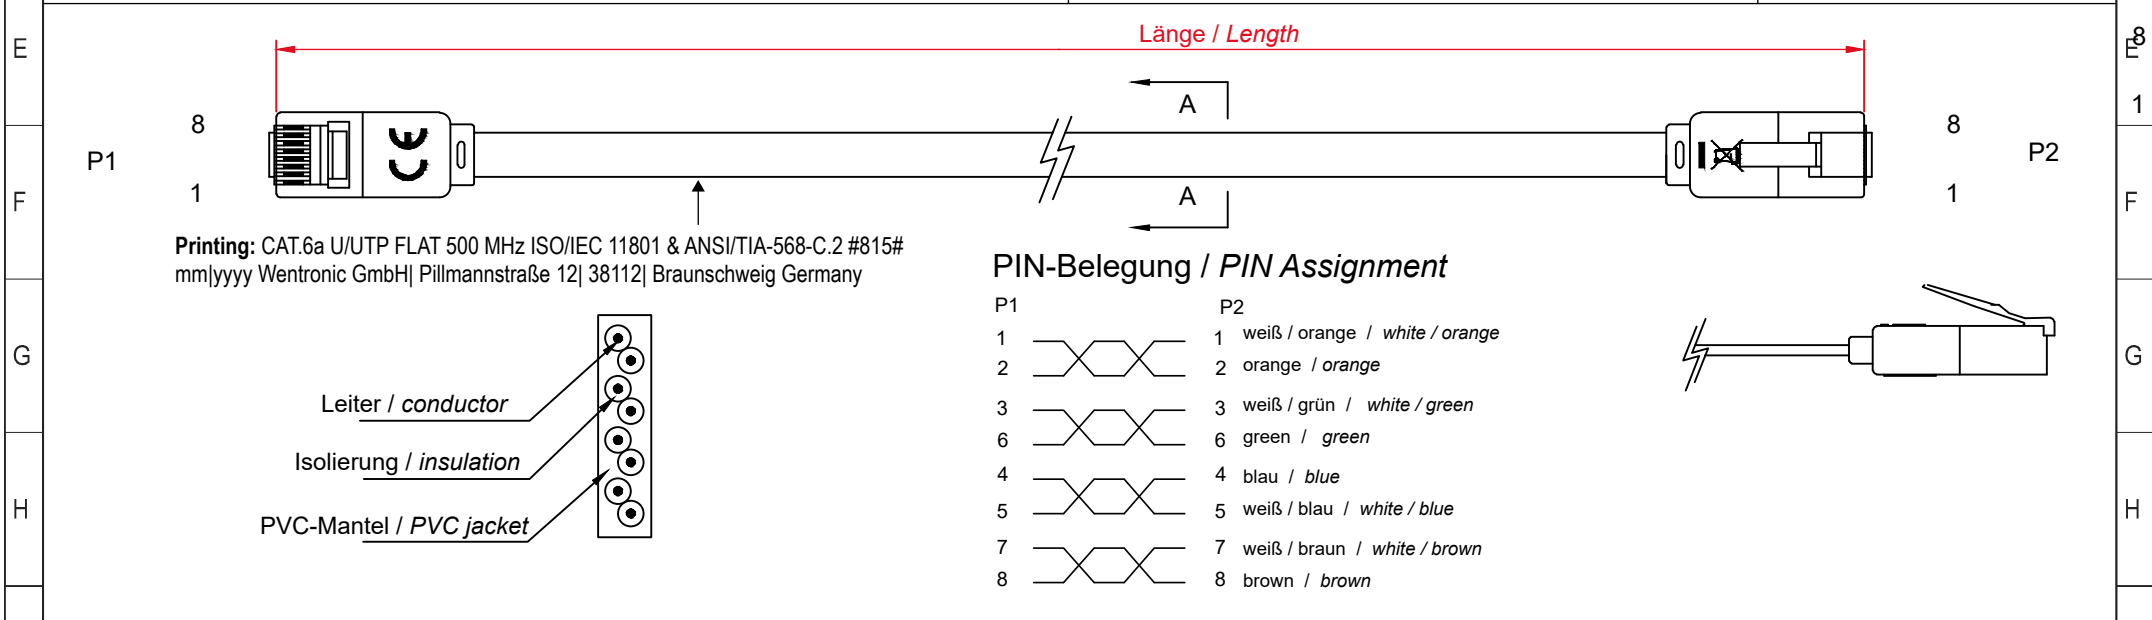 Länge / Length
E
E
8
1
A
8
8
P1
P2
1
1
A
F
F
Printing: CAT.6a U/UTP FLAT 500 MHz ISO/IEC 11801 & ANSI/TIA-568-C.2 #815#
mm|yyyy Wentronic GmbH| Pillmannstraße 12| 38112| Braunschweig Germany
PIN-Belegung / PIN Assignment
P1 P2
1 1 weiß / orange / white / orange
2 2 orange / orange
3 3 weiß / grün / white / green
6 6 green / green
4 4 blau / blue
5 5 weiß / blau / white / blue
7 7 weiß / braun / white / brown
8 8 brown / brown
G
G
Leiter / conductor
Isolierung / insulation
PVC-Mantel / PVC jacket
H
H